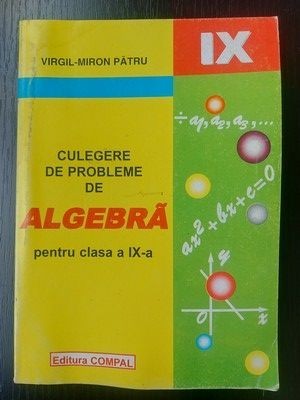 VIRGIL-MIRON PĂTRU
IX
÷ a₁, a₂, a₃, ...
CULEGERE
DE PROBLEME
DE
ALGEBRĂ
pentru clasa a IX-a
ax²+bx+c=0
y
O
x
Editura COMPAL